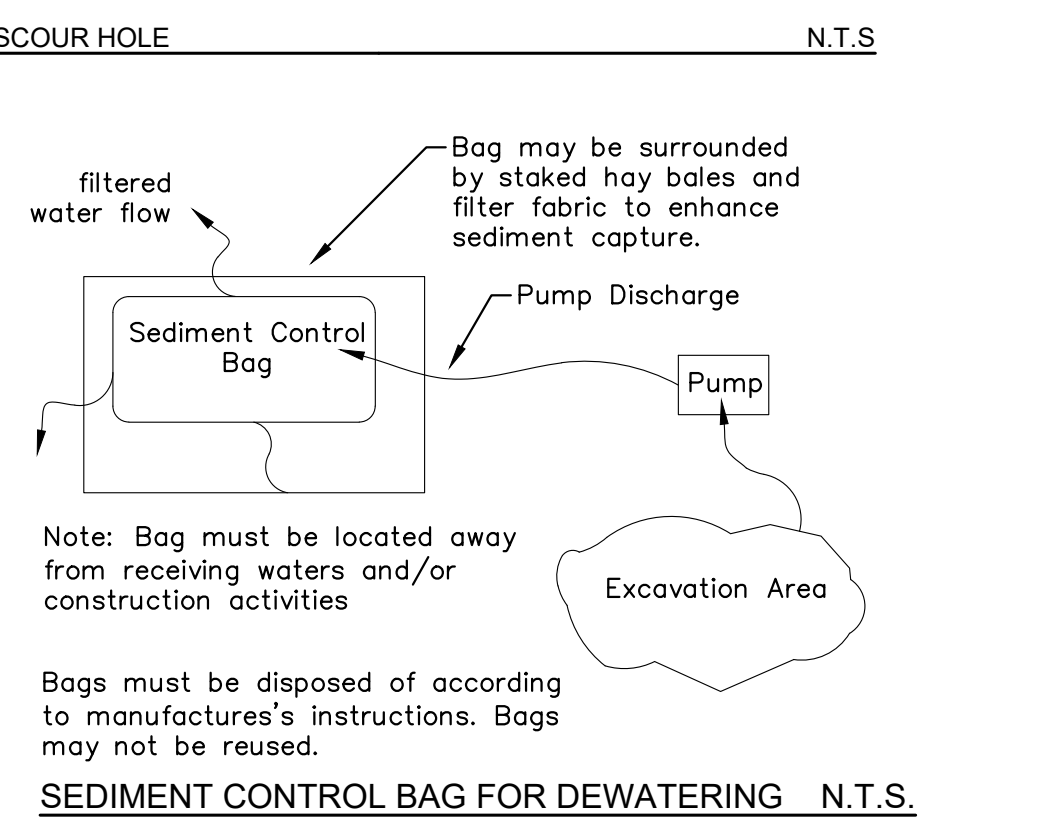 SCOUR HOLE N.T.S
Bag may be surrounded
by staked hay bales and
filter fabric to enhance
sediment capture.
filtered
water flow
Pump Discharge
Sediment Control
Bag
Pump
Excavation Area
Note: Bag must be located away
from receiving waters and/or
construction activities
Bags must be disposed of according
to manufactures's instructions. Bags
may not be reused.
SEDIMENT CONTROL BAG FOR DEWATERING N.T.S.